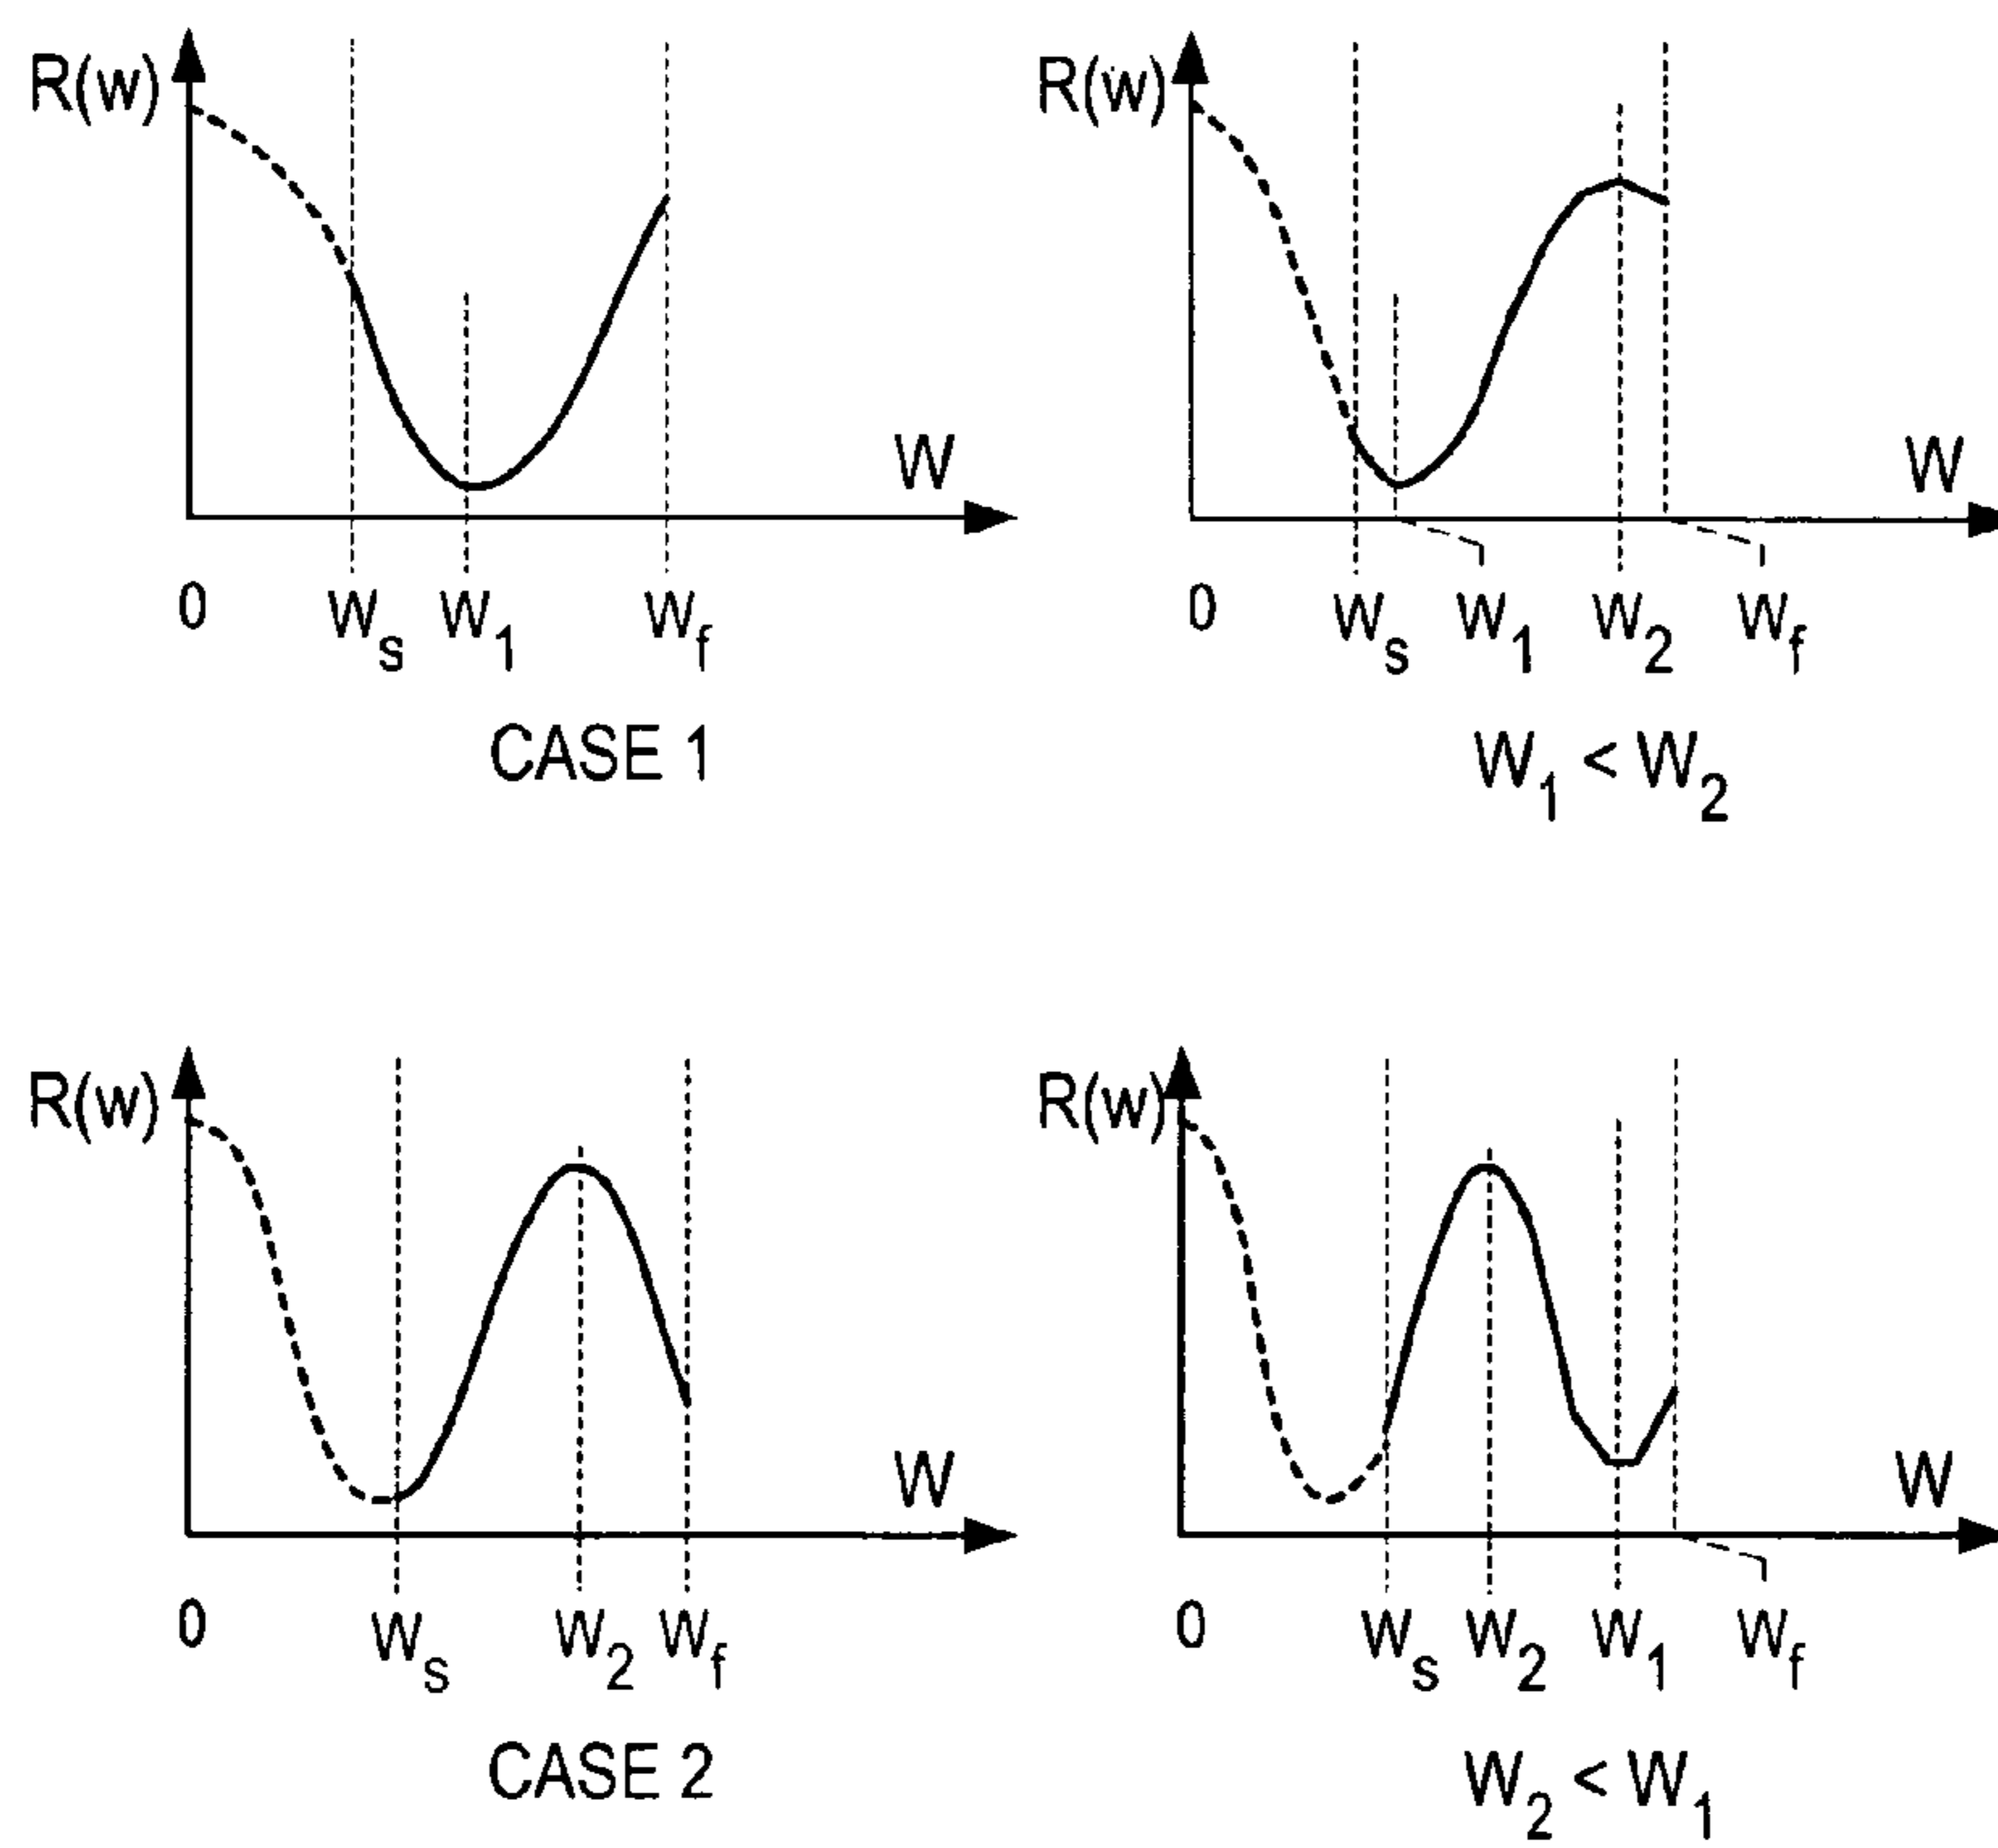 R(w)
W
0 Ws W1 Wf
CASE 1
R(w)
W
0 Ws W1 W2 Wf
W1 < W2
R(w)
W
0 Ws W2 Wf
CASE 2
R(w)
W
0 Ws W2 W1 Wf
W2 < W1